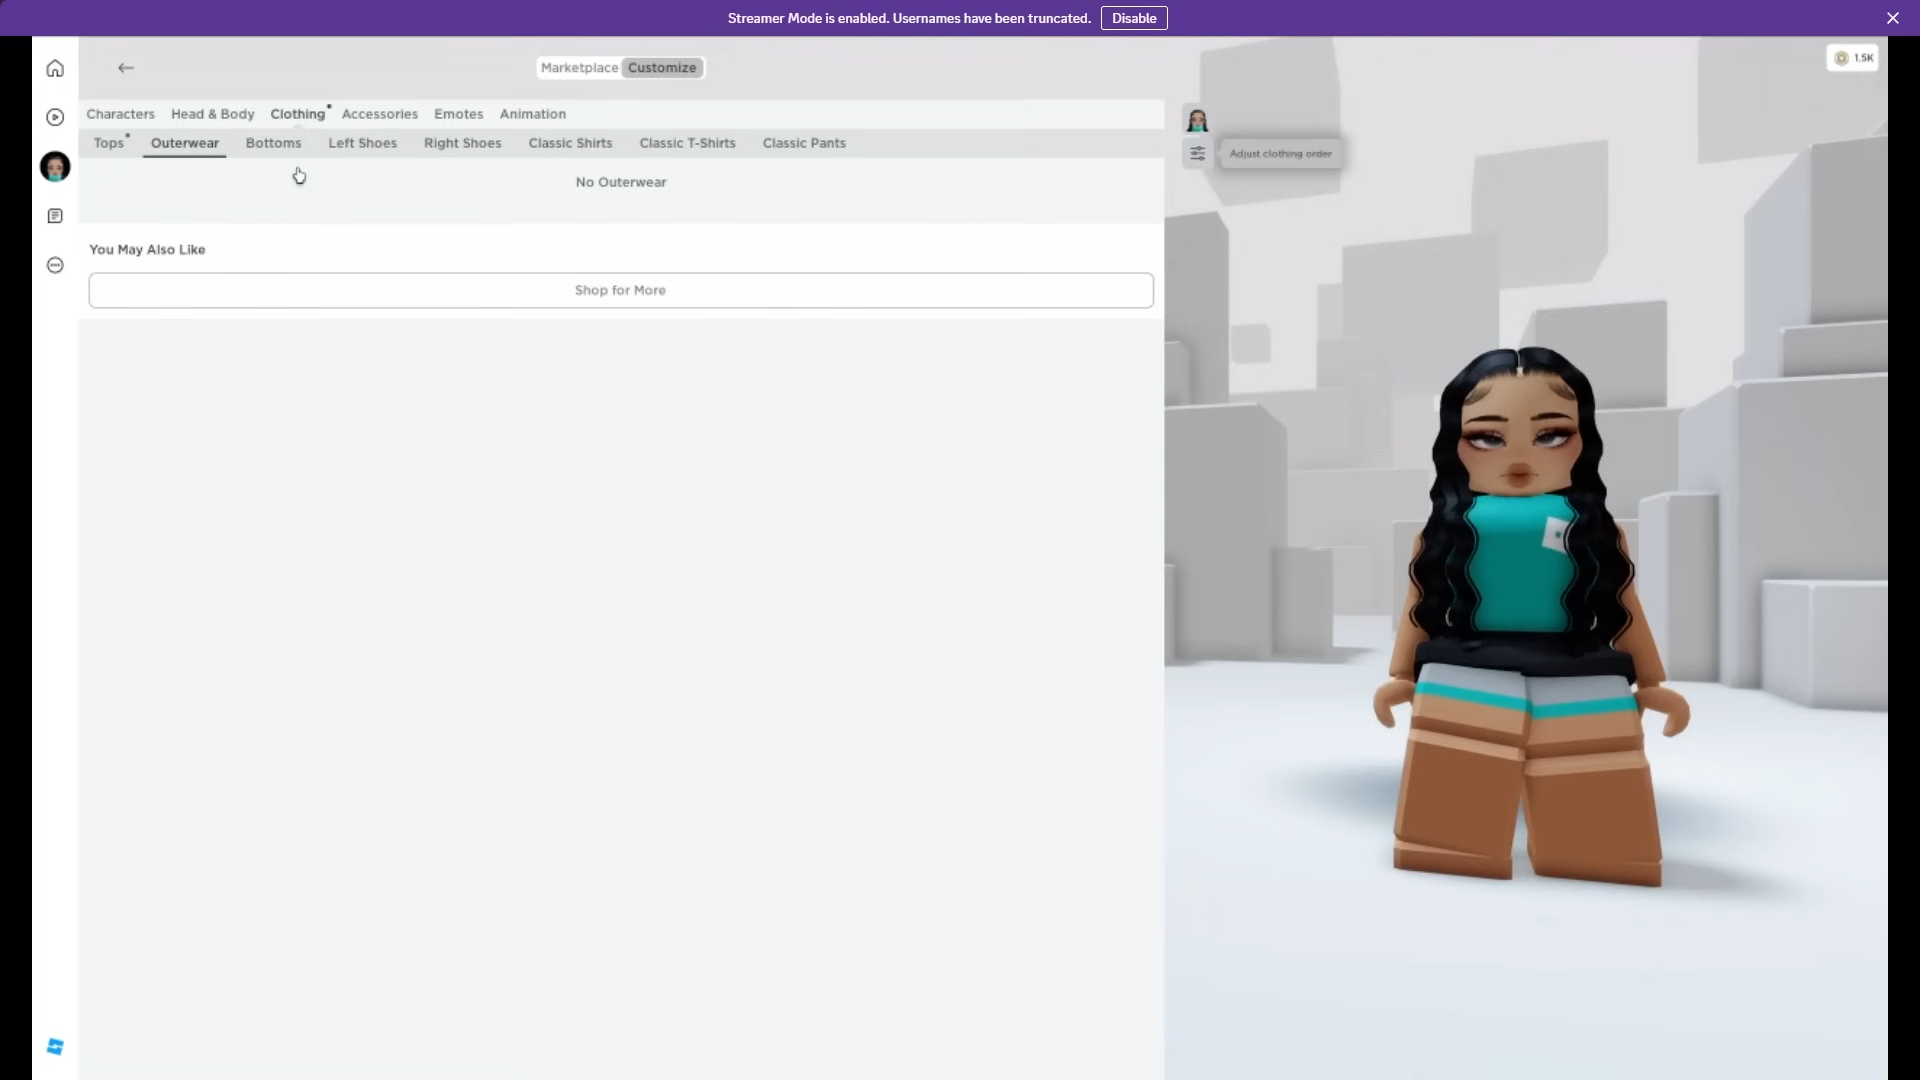 Streamer Mode is enabled. Usernames have been truncated. Disable
Marketplace Customize
1.5K
Characters Head & Body Clothing Accessories Emotes Animation
Tops Outerwear Bottoms Left Shoes Right Shoes Classic Shirts Classic T-Shirts Classic Pants
Adjust clothing order
No Outerwear
You May Also Like
Shop for More